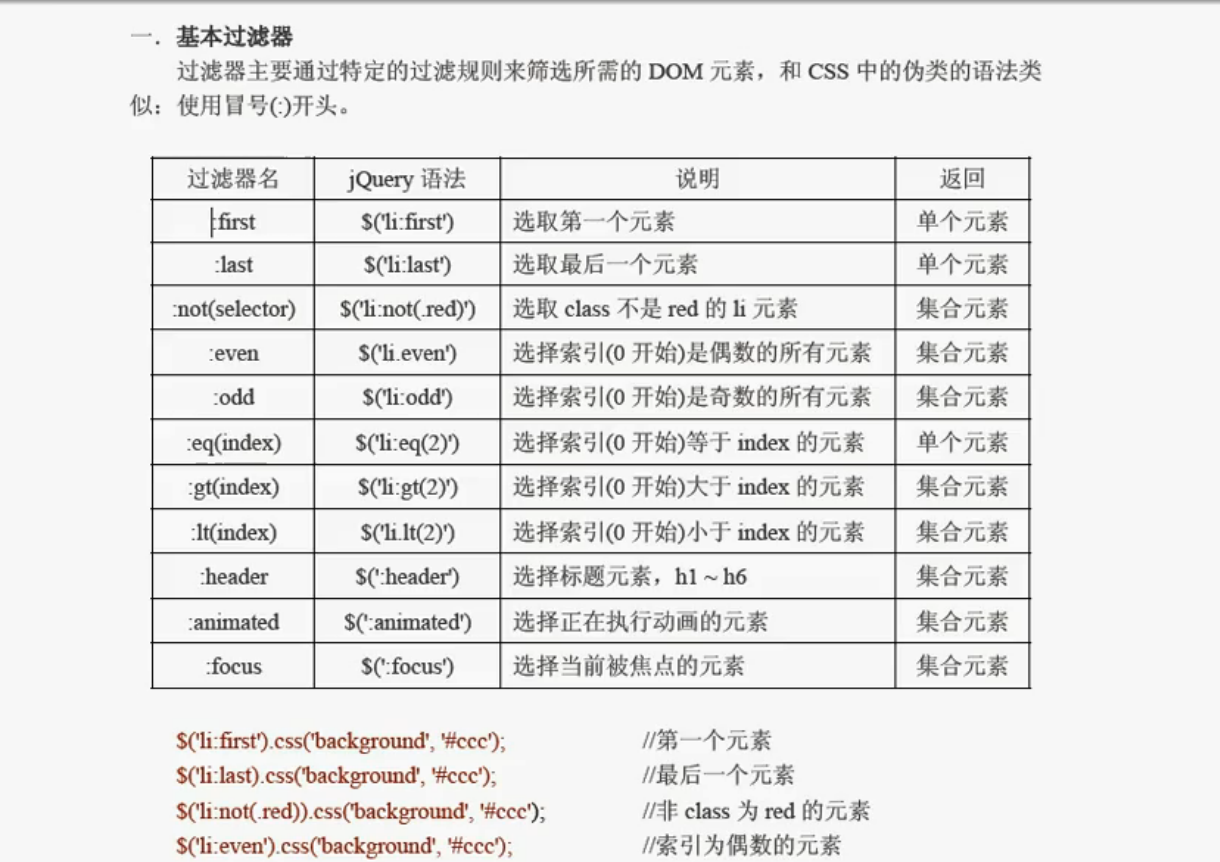 一．基本过滤器
过滤器主要通过特定的过滤规则来筛选所需的 DOM 元素，和 CSS 中的伪类的语法类
似：使用冒号(:)开头。
过滤器名 jQuery 语法 说明 返回
:first $('li:first') 选取第一个元素 单个元素
:last $('li:last') 选取最后一个元素 单个元素
:not(selector) $('li:not(.red)') 选取 class 不是 red 的 li 元素 集合元素
:even $('li.even') 选择索引(0 开始)是偶数的所有元素 集合元素
:odd $('li:odd') 选择索引(0 开始)是奇数的所有元素 集合元素
:eq(index) $('li:eq(2)') 选择索引(0 开始)等于 index 的元素 单个元素
:gt(index) $('li:gt(2)') 选择索引(0 开始)大于 index 的元素 集合元素
:lt(index) $('li.lt(2)') 选择索引(0 开始)小于 index 的元素 集合元素
:header $(':header') 选择标题元素，h1 ~ h6 集合元素
:animated $(':animated') 选择正在执行动画的元素 集合元素
:focus $(':focus') 选择当前被焦点的元素 集合元素
$('li:first').css('background', '#ccc'); //第一个元素
$('li:last).css('background', '#ccc'); //最后一个元素
$('li:not(.red)).css('background', '#ccc'); //非 class 为 red 的元素
$('li:even').css('background', '#ccc'); //索引为偶数的元素